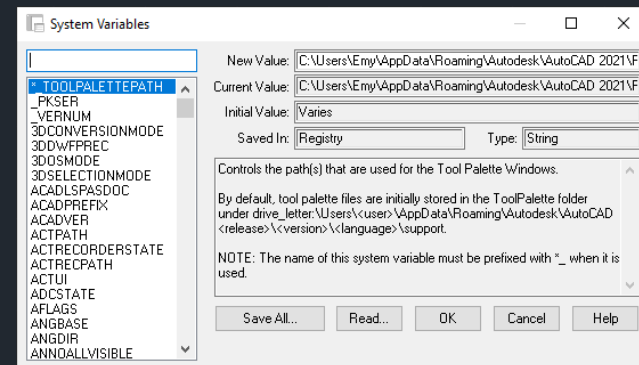 System Variables
New Value: C:\Users\Emy\AppData\Roaming\Autodesk\AutoCAD 2021\F
Current Value: C:\Users\Emy\AppData\Roaming\Autodesk\AutoCAD 2021\F
Initial Value: Varies
Saved In: Registry Type: String
*_TOOLPALETTEPATH
_PKSER
_VERNUM
3DCONVERSIONMODE
3DDWFPREC
3DOSMODE
3DSELECTIONMODE
ACADLSPASDOC
ACADPREFIX
ACADVER
ACTPATH
ACTRECORDERSTATE
ACTRECPATH
ACTUI
ADCSTATE
AFLAGS
ANGBASE
ANGDIR
ANNOALLVISIBLE
Controls the path(s) that are used for the Tool Palette Windows.
By default, tool palette files are initially stored in the ToolPalette folder
under drive_letter:\Users\<user>\AppData\Roaming\Autodesk\AutoCAD
<release>\<version>\<language>\support.
NOTE: The name of this system variable must be prefixed with *_ when it is
used.
Save All... Read... OK Cancel Help